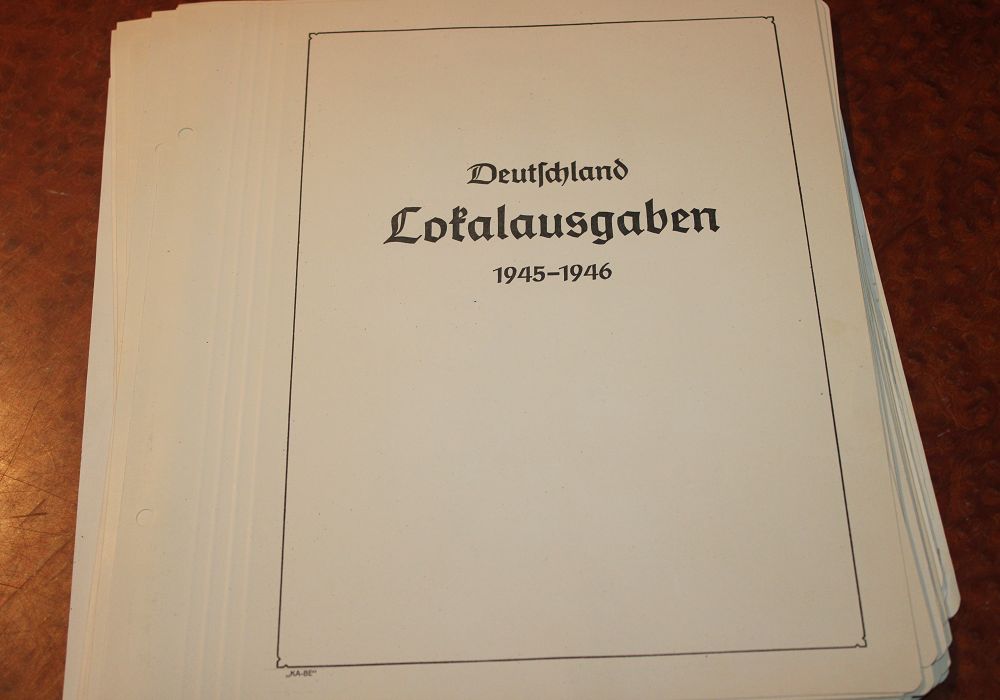 Deutschland
Lokalausgaben
1945–1946
„KA-BE“